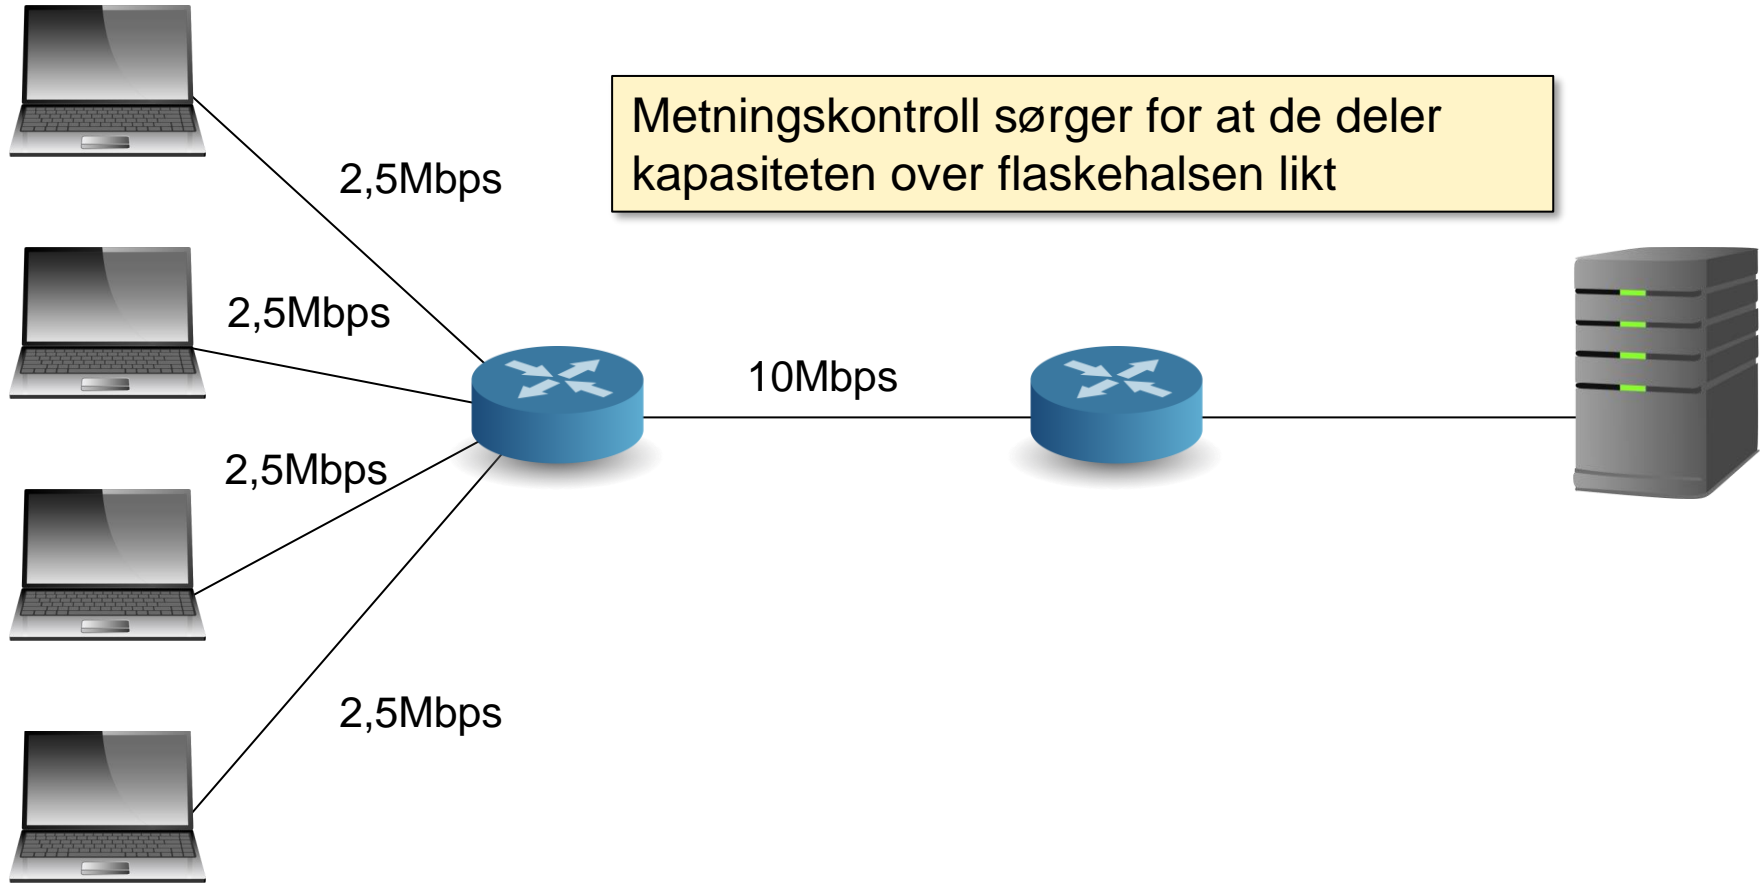 Metningskontroll sørger for at de deler
kapasiteten over flaskehalsen likt
2,5Mbps
2,5Mbps
10Mbps
2,5Mbps
2,5Mbps